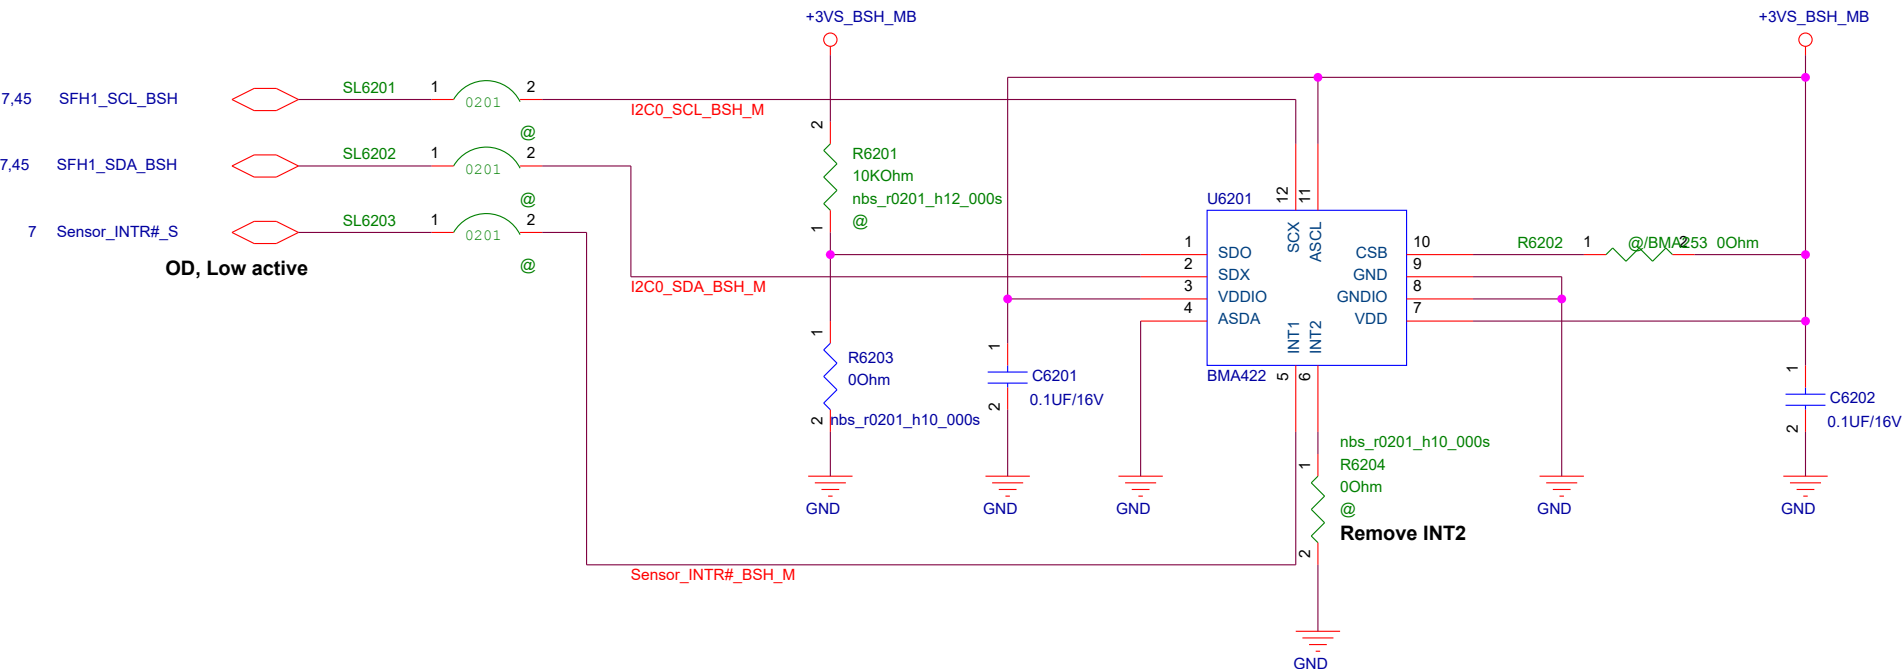 +3VS_BSH_MB
+3VS_BSH_MB
7,45 SFH1_SCL_BSH
SL6201
1
0201
2
@
I2C0_SCL_BSH_M
7,45 SFH1_SDA_BSH
SL6202
1
0201
2
@
I2C0_SDA_BSH_M
7 Sensor_INTR#_S
SL6203
1
0201
2
@
OD, Low active
Sensor_INTR#_BSH_M
2
R6201
10KOhm
nbs_r0201_h12_000s
@
1
1
R6203
0Ohm
2
nbs_r0201_h10_000s
GND
1
C6201
0.1UF/16V
2
GND
GND
U6201
12
11
SCX
ASCL
1
SDO
2
SDX
3
VDDIO
4
ASDA
10
CSB
9
GND
8
GNDIO
7
VDD
INT1
INT2
BMA422
5
6
R6202
1
@/BMA253 0Ohm
2
nbs_r0201_h10_000s
1
R6204
0Ohm
@
Remove INT2
2
GND
GND
1
C6202
0.1UF/16V
2
GND